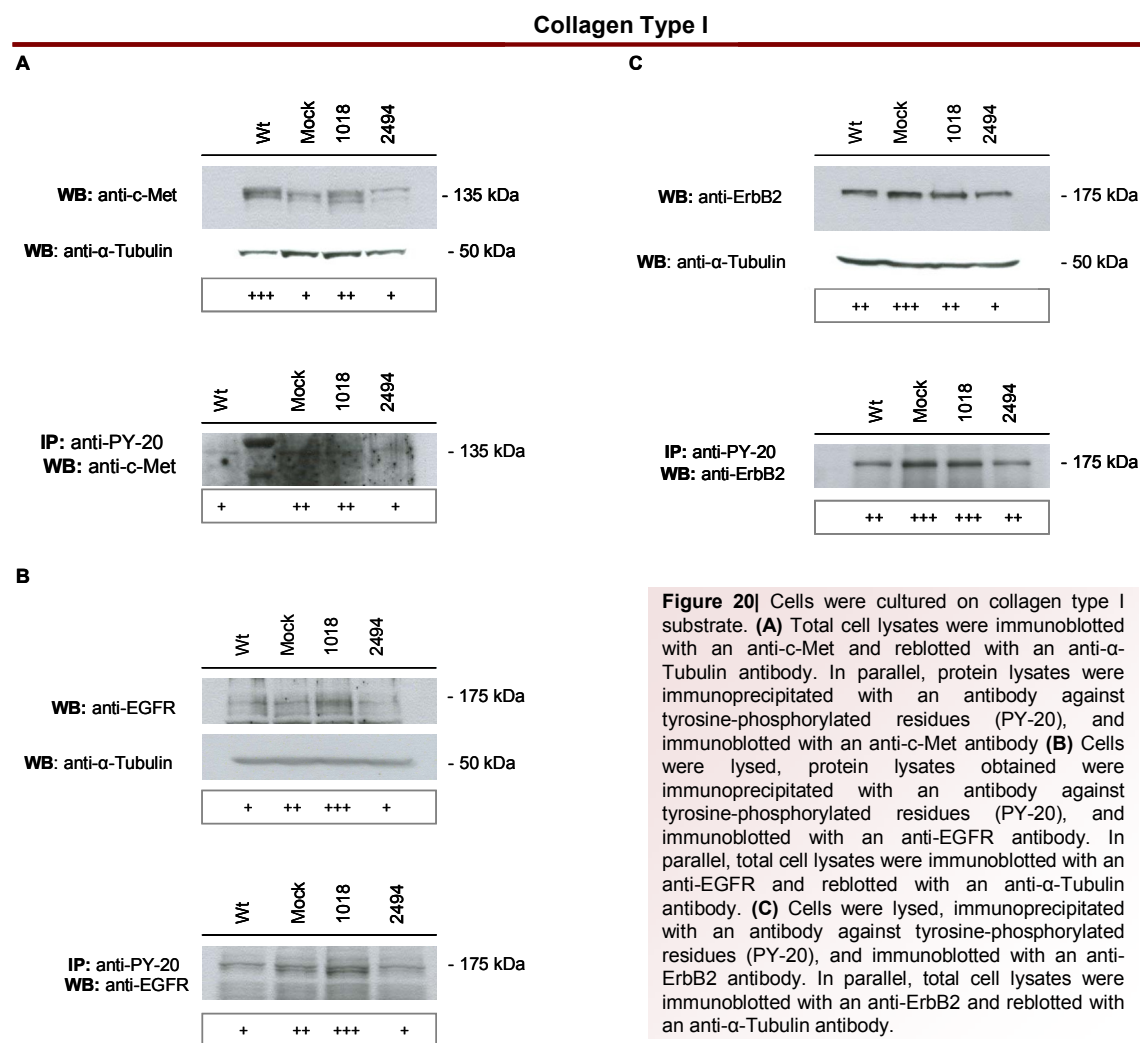 Collagen Type I
A
Wt Mock 1018 2494
WB: anti-c-Met - 135 kDa
WB: anti-α-Tubulin - 50 kDa
+++ + ++ +
Wt Mock 1018 2494
IP: anti-PY-20
WB: anti-c-Met
- 135 kDa
+ ++ ++ +
B
Wt Mock 1018 2494
WB: anti-EGFR - 175 kDa
WB: anti-α-Tubulin - 50 kDa
+ ++ +++ +
Wt Mock 1018 2494
IP: anti-PY-20
WB: anti-EGFR
- 175 kDa
+ ++ +++ +
C
Wt Mock 1018 2494
WB: anti-ErbB2 - 175 kDa
WB: anti-α-Tubulin - 50 kDa
++ +++ ++ +
Wt Mock 1018 2494
IP: anti-PY-20
WB: anti-ErbB2
- 175 kDa
++ +++ +++ ++
Figure 20| Cells were cultured on collagen type I
substrate. (A) Total cell lysates were immunoblotted
with an anti-c-Met and reblotted with an anti-α-
Tubulin antibody. In parallel, protein lysates were
immunoprecipitated with an antibody against
tyrosine-phosphorylated residues (PY-20), and
immunoblotted with an anti-c-Met antibody (B) Cells
were lysed, protein lysates obtained were
immunoprecipitated with an antibody against
tyrosine-phosphorylated residues (PY-20), and
immunoblotted with an anti-EGFR antibody. In
parallel, total cell lysates were immunoblotted with an
anti-EGFR and reblotted with an anti-α-Tubulin
antibody. (C) Cells were lysed, immunoprecipitated
with an antibody against tyrosine-phosphorylated
residues (PY-20), and immunoblotted with an anti-
ErbB2 antibody. In parallel, total cell lysates were
immunoblotted with an anti-ErbB2 and reblotted with
an anti-α-Tubulin antibody.